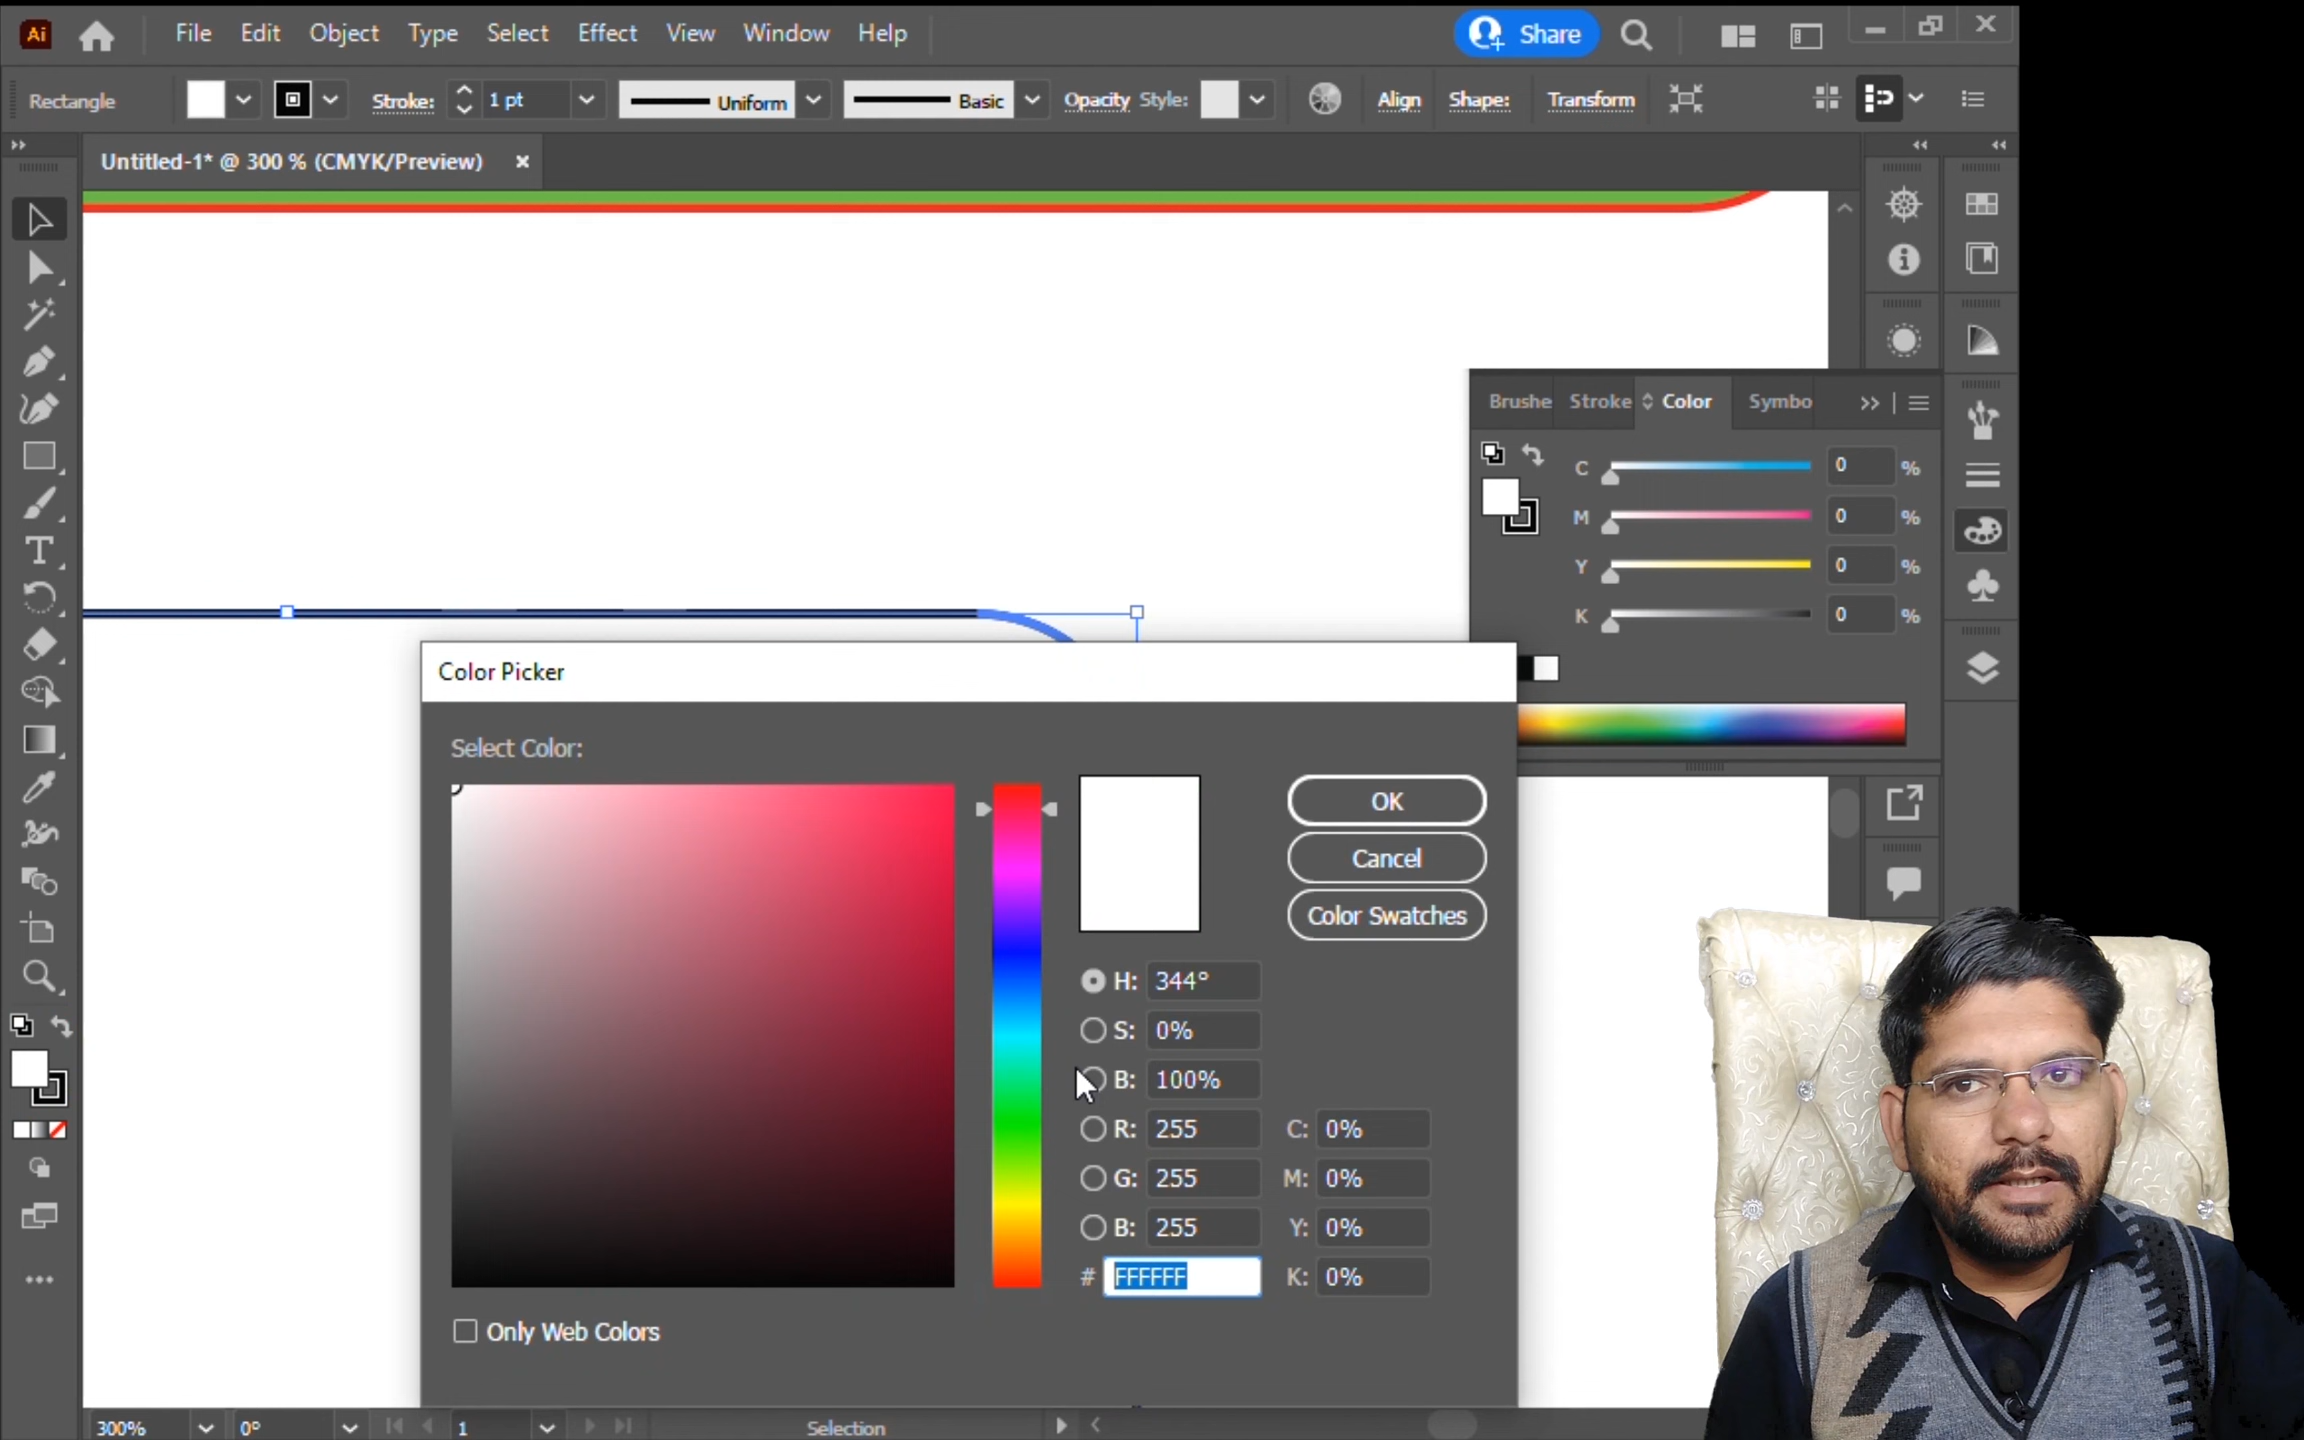 Ai File Edit Object Type Select Effect View Window Help Share
Rectangle Stroke: 1 pt Uniform Basic Opacity Style: Align Shape: Transform
Untitled-1* @ 300 % (CMYK/Preview) ×
Brushe Stroke Color Symbo
C 0 %
M 0 %
Y 0 %
K 0 %
Color Picker
Select Color:
OK
Cancel
Color Swatches
H: 344°
S: 0%
B: 100%
R: 255 C: 0%
G: 255 M: 0%
B: 255 Y: 0%
# FFFFFF K: 0%
Only Web Colors
300% 0° 1 Selection